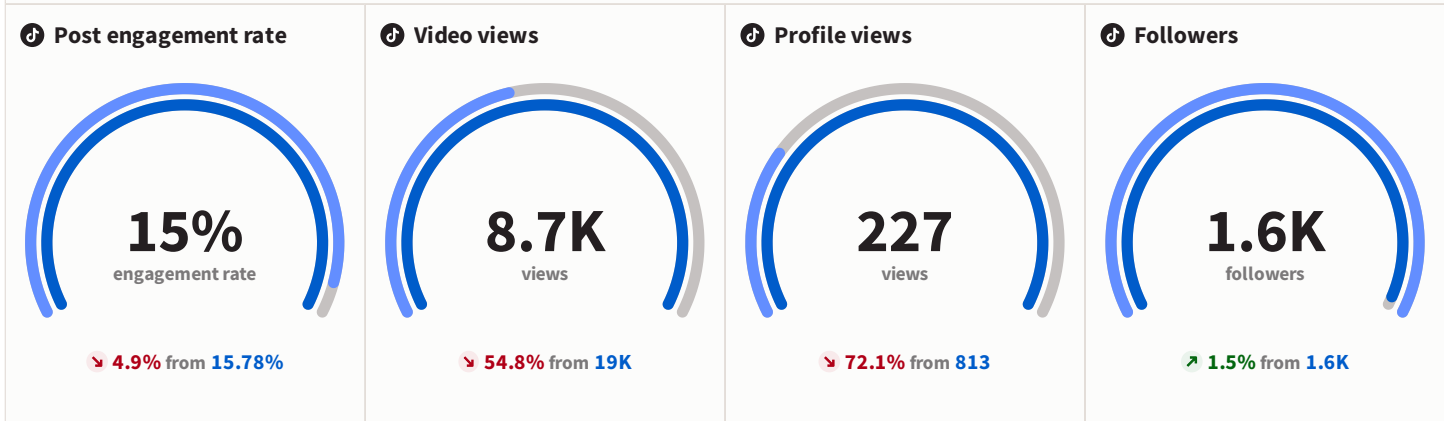 Post engagement rate
15%
engagement rate
4.9% from 15.78%
Video views
8.7K
views
54.8% from 19K
Profile views
227
views
72.1% from 813
Followers
1.6K
followers
1.5% from 1.6K